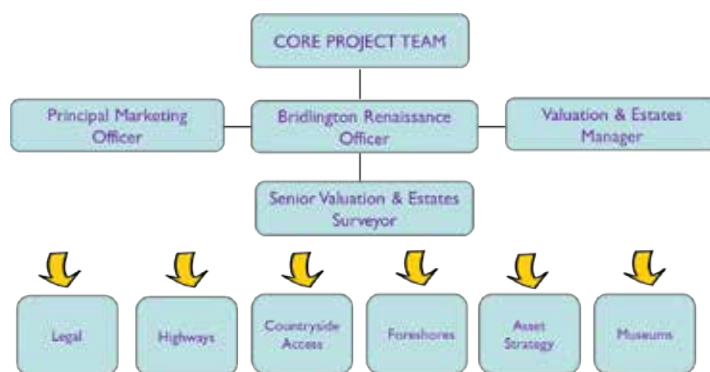 CORE PROJECT TEAM
Principal Marketing
Officer
Bridlington Renaissance
Officer
Valuation & Estates
Manager
Senior Valuation & Estates
Surveyor
Legal
Highways
Countryside
Access
Foreshores
Asset
Strategy
Museums